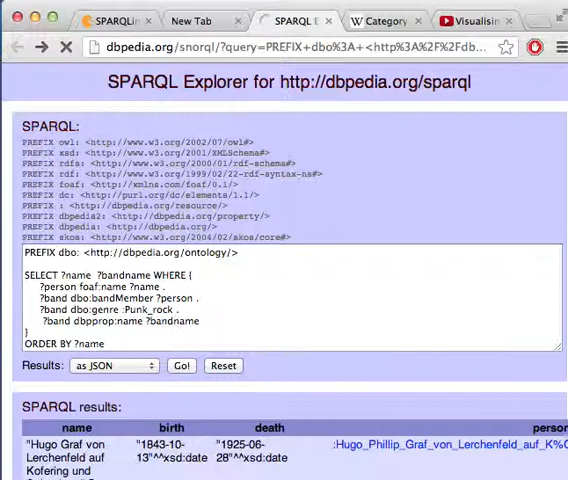 SPARQLin
New Tab
SPARQL E
Category
Visualisin
dbpedia.org/snorql/?query=PREFIX+dbo%3A+<http%3A%2F%2Fdb...
SPARQL Explorer for http://dbpedia.org/sparql
SPARQL:
PREFIX owl: <http://www.w3.org/2002/07/owl#>
PREFIX xsd: <http://www.w3.org/2001/XMLSchema#>
PREFIX rdfs: <http://www.w3.org/2000/01/rdf-schema#>
PREFIX rdf: <http://www.w3.org/1999/02/22-rdf-syntax-ns#>
PREFIX foaf: <http://xmlns.com/foaf/0.1/>
PREFIX dc: <http://purl.org/dc/elements/1.1/>
PREFIX : <http://dbpedia.org/resource/>
PREFIX dbpedia2: <http://dbpedia.org/property/>
PREFIX dbpedia: <http://dbpedia.org/>
PREFIX skos: <http://www.w3.org/2004/02/skos/core#>
PREFIX dbo: <http://dbpedia.org/ontology/>
SELECT ?name ?bandname WHERE {
?person foaf:name ?name .
?band dbo:bandMember ?person .
?band dbo:genre :Punk_rock .
?band dbpprop:name ?bandname
}
ORDER BY ?name
Results: as JSON Go! Reset
SPARQL results:
name birth death person
"Hugo Graf von Lerchenfeld auf Kofering und
"1843-10-13"^^xsd:date
"1925-06-28"^^xsd:date
:Hugo_Phillip_Graf_von_Lerchenfeld_auf_K%C